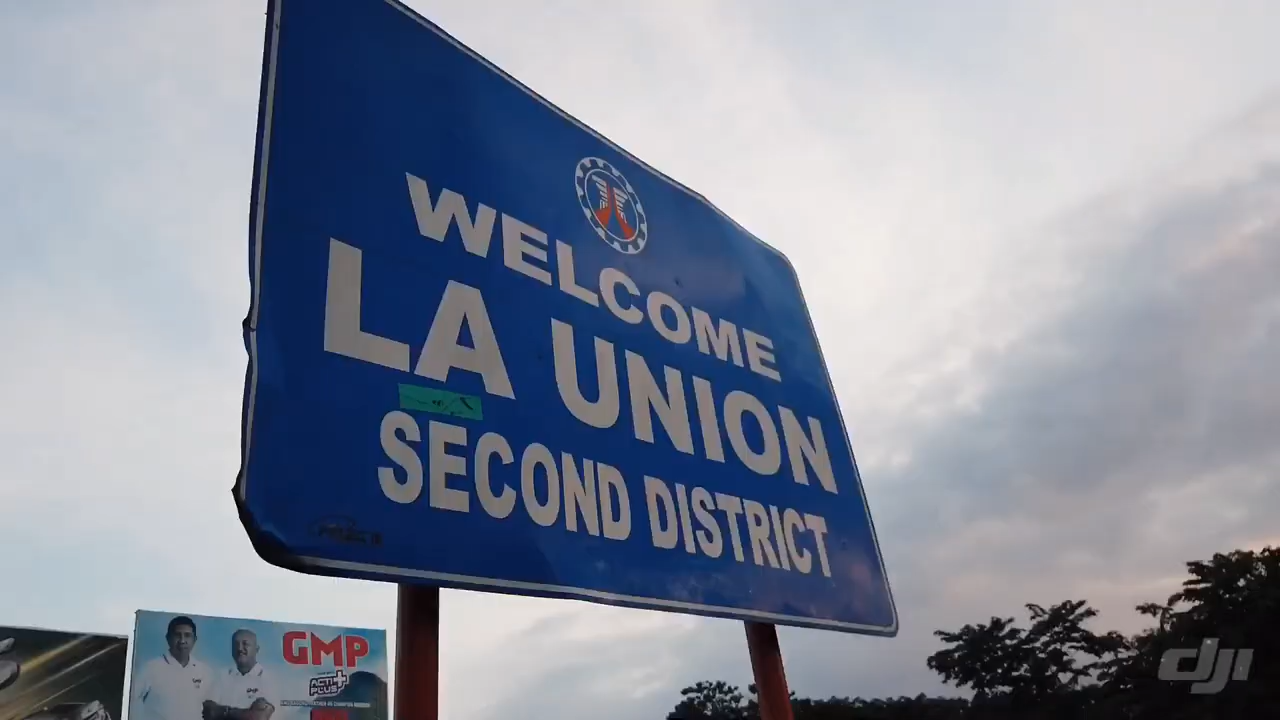 WELCOME
LA UNION
SECOND DISTRICT
GMP
ACTI
PLUS+
dji